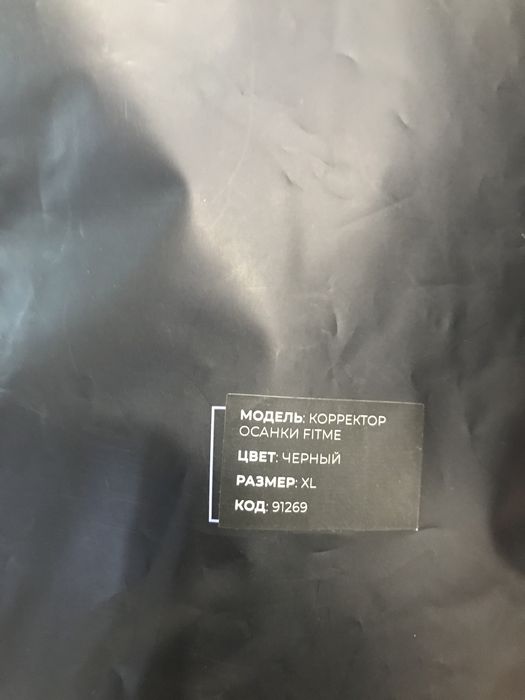 МОДЕЛЬ: КОРРЕКТОР
ОСАНКИ FITME
ЦВЕТ: ЧЕРНЫЙ
РАЗМЕР: XL
КОД: 91269